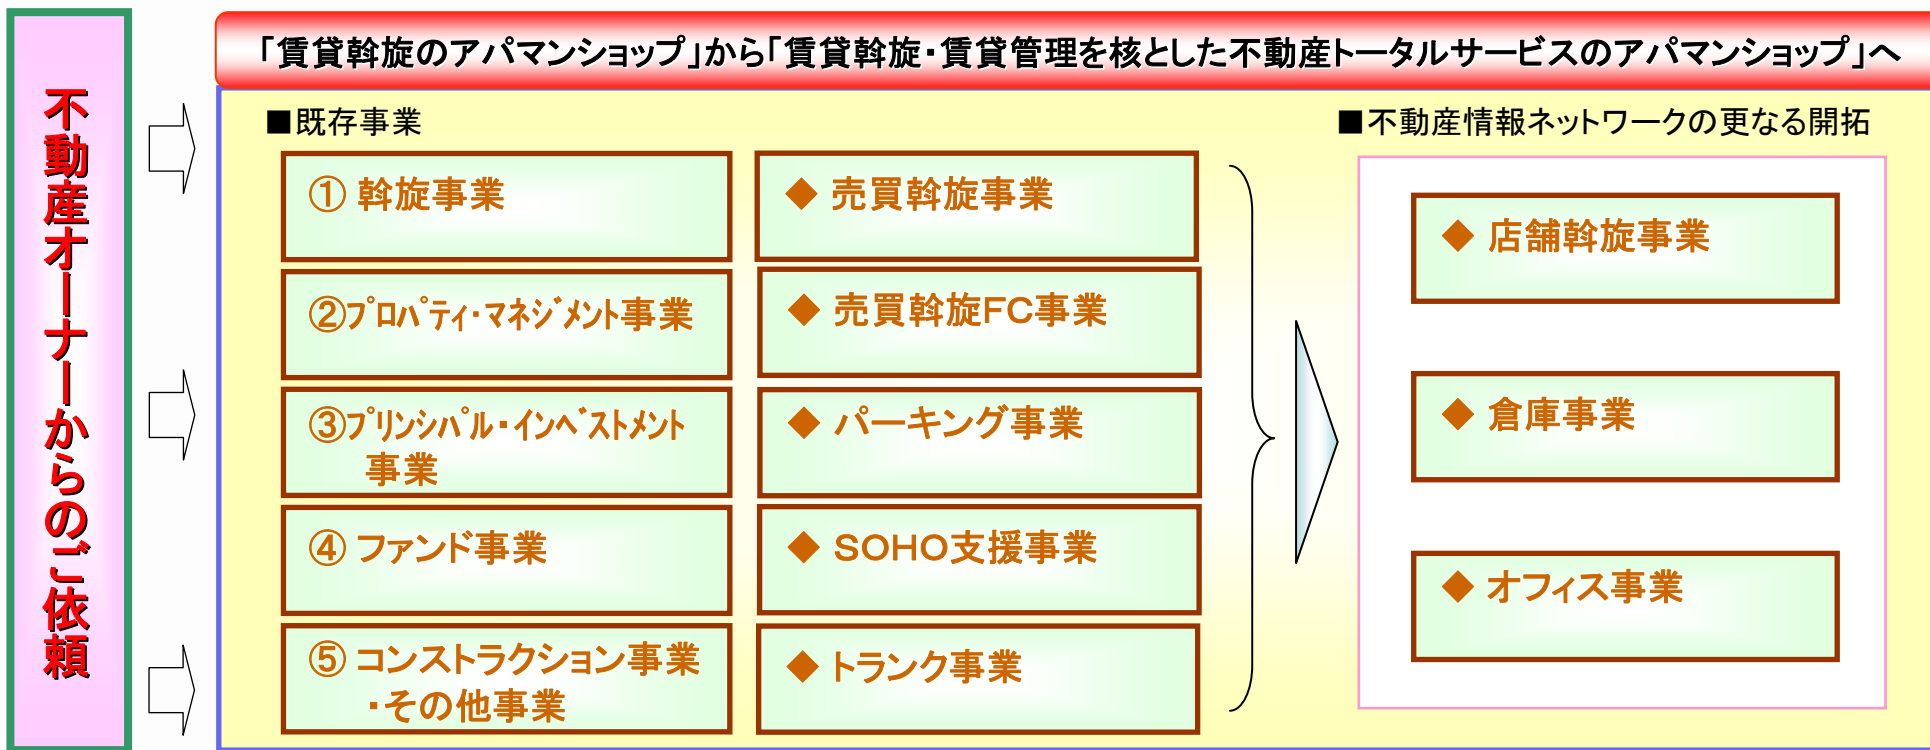 不動産オーナーからのご依頼
「賃貸斡旋のアパマンショップ」から「賃貸斡旋・賃貸管理を核とした不動産トータルサービスのアパマンショップ」へ
■既存事業
① 斡旋事業
②ﾌﾟﾛﾊﾟﾃｨ・ﾏﾈｼﾞﾒﾝﾄ事業
③ﾌﾟﾘﾝｼﾊﾟﾙ・ｲﾝﾍﾞｽﾄﾒﾝﾄ
事業
④ ファンド事業
⑤ コンストラクション事業
・その他事業
◆ 売買斡旋事業
◆ 売買斡旋FC事業
◆ パーキング事業
◆ SOHO支援事業
◆ トランク事業
■不動産情報ネットワークの更なる開拓
◆ 店舗斡旋事業
◆ 倉庫事業
◆ オフィス事業